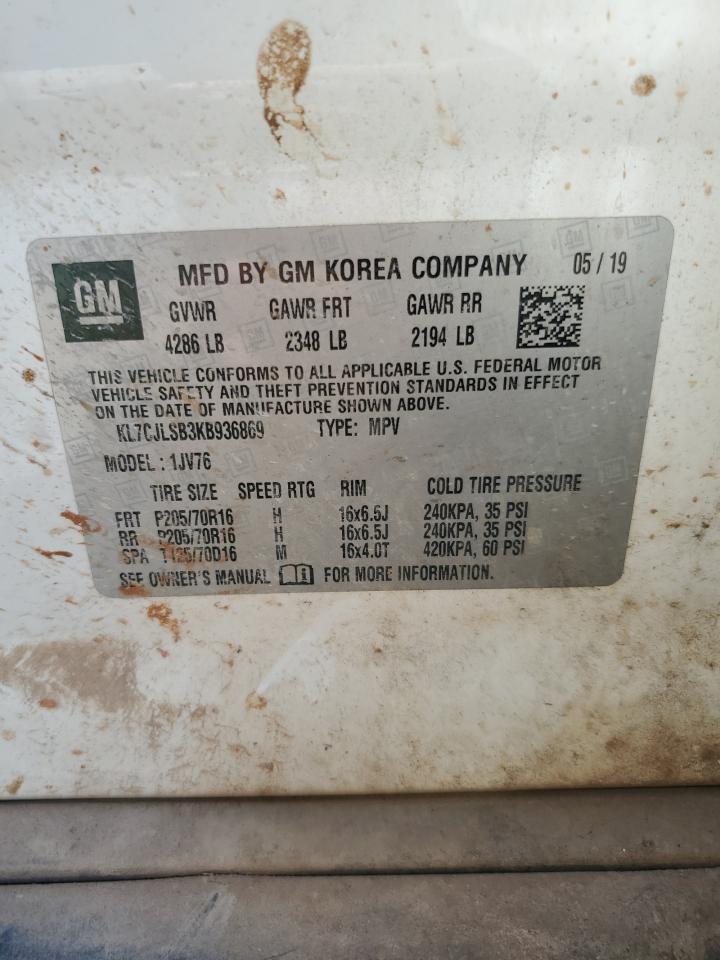 GM
MFD BY GM KOREA COMPANY 05 / 19
GVWR GAWR FRT GAWR RR
4286 LB 2348 LB 2194 LB
THIS VEHICLE CONFORMS TO ALL APPLICABLE U.S. FEDERAL MOTOR
VEHICLE SAFETY AND THEFT PREVENTION STANDARDS IN EFFECT
ON THE DATE OF MANUFACTURE SHOWN ABOVE.
KL7CJLSB3KB936869 TYPE: MPV
MODEL : 1JV76
TIRE SIZE SPEED RTG RIM COLD TIRE PRESSURE
FRT P205/70R16 H 16x6.5J 240KPA, 35 PSI
RR P205/70R16 H 16x6.5J 240KPA, 35 PSI
SPA M 16x4.0T 420KPA, 60 PSI
SEE OWNER'S MANUAL FOR MORE INFORMATION.